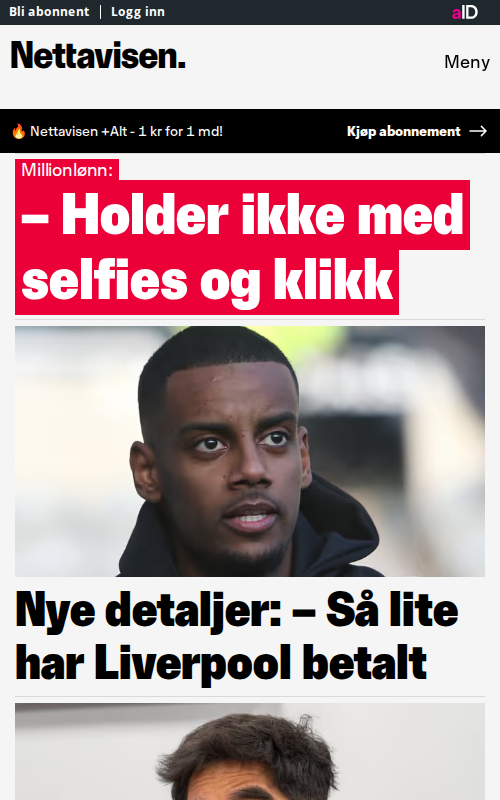 Bli abonnent | Logg inn
aID
Nettavisen.
Meny
🔥 Nettavisen +Alt - 1 kr for 1 md!
Kjøp abonnement →
Millionlønn:
– Holder ikke med
selfies og klikk
Nye detaljer: – Så lite
har Liverpool betalt